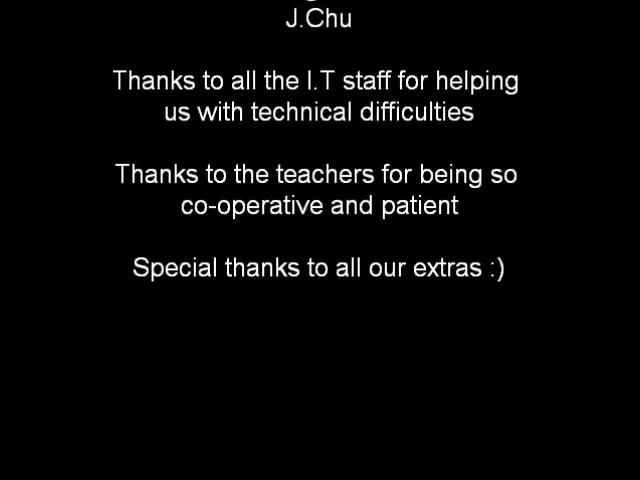 J.Chu
Thanks to all the I.T staff for helping
us with technical difficulties
Thanks to the teachers for being so
co-operative and patient
Special thanks to all our extras :)